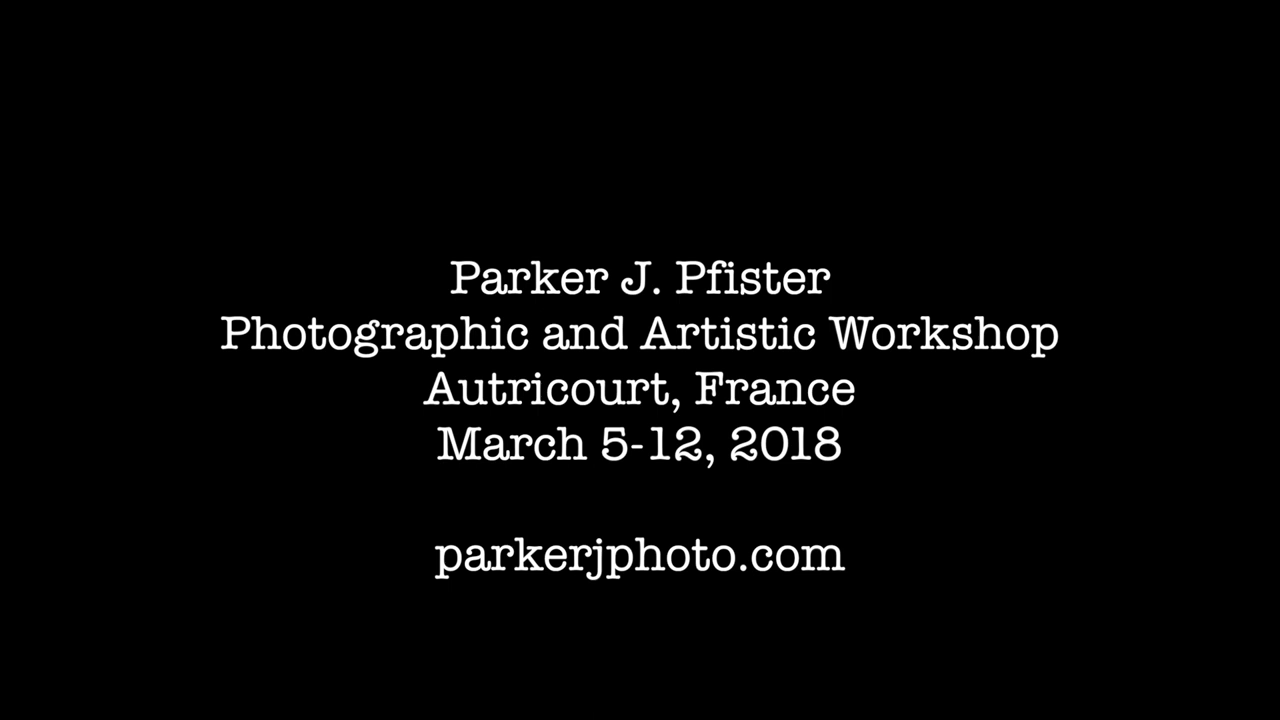 Parker J. Pfister
Photographic and Artistic Workshop
Autricourt, France
March 5-12, 2018
parkerjphoto.com